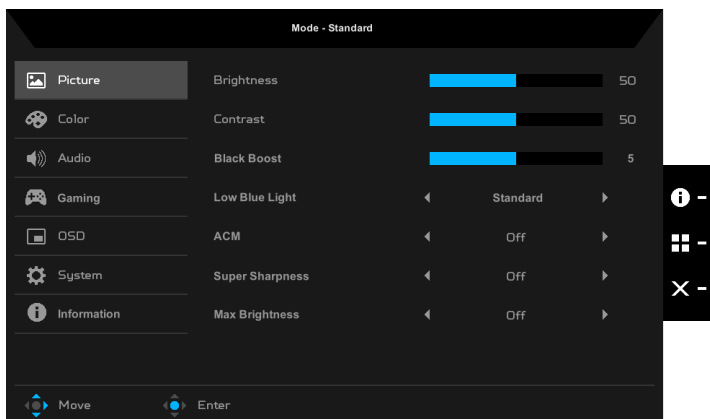 Mode - Standard
Picture
Brightness 50
Color
Contrast 50
Audio
Black Boost 5
Gaming
Low Blue Light Standard
OSD
ACM Off
System
Super Sharpness Off
Information
Max Brightness Off
Move Enter